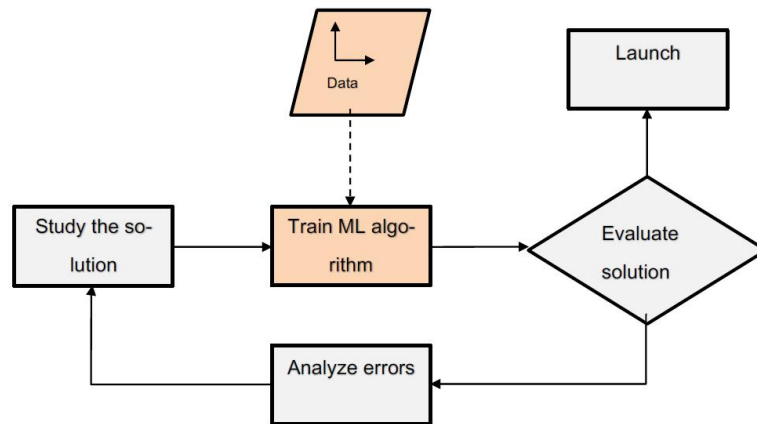 Data
Launch
Study the so-
lution
Train ML algo-
rithm
Evaluate
solution
Analyze errors